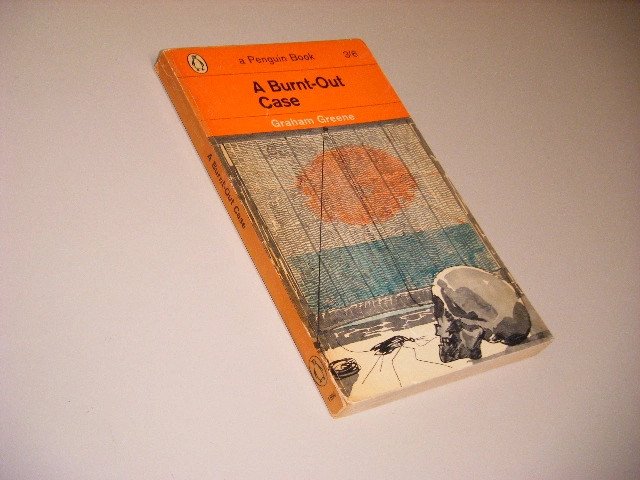 a Penguin Book 3/6
A Burnt-Out
Case
Graham Greene
A Burnt-Out Case